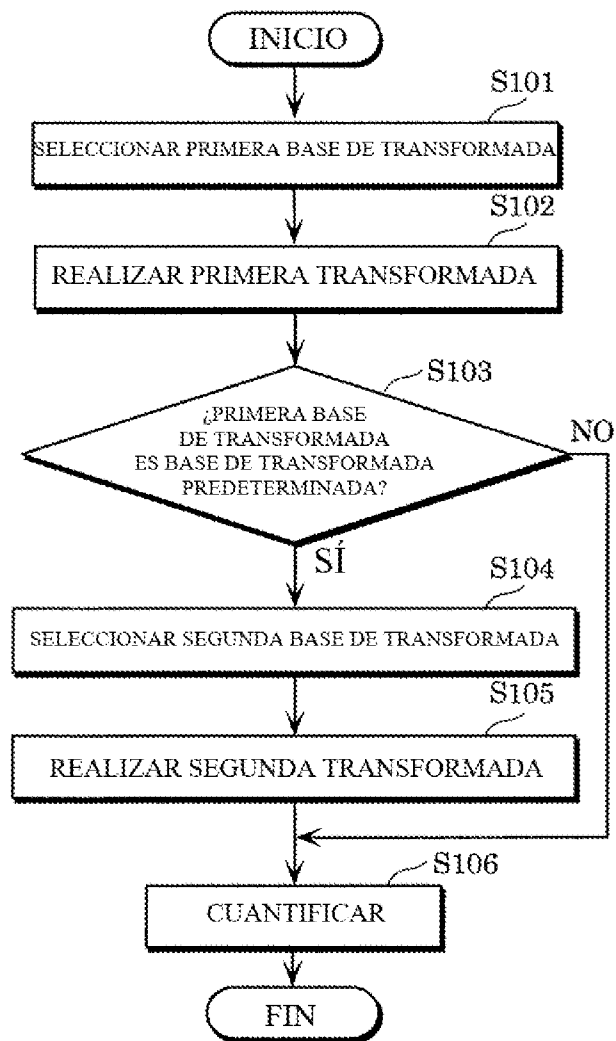 INICIO
S101
SELECCIONAR PRIMERA BASE DE TRANSFORMADA
S102
REALIZAR PRIMERA TRANSFORMADA
S103
¿PRIMERA BASE
DE TRANSFORMADA
ES BASE DE TRANSFORMADA
PREDETERMINADA?
NO
SÍ
S104
SELECCIONAR SEGUNDA BASE DE TRANSFORMADA
S105
REALIZAR SEGUNDA TRANSFORMADA
S106
CUANTIFICAR
FIN